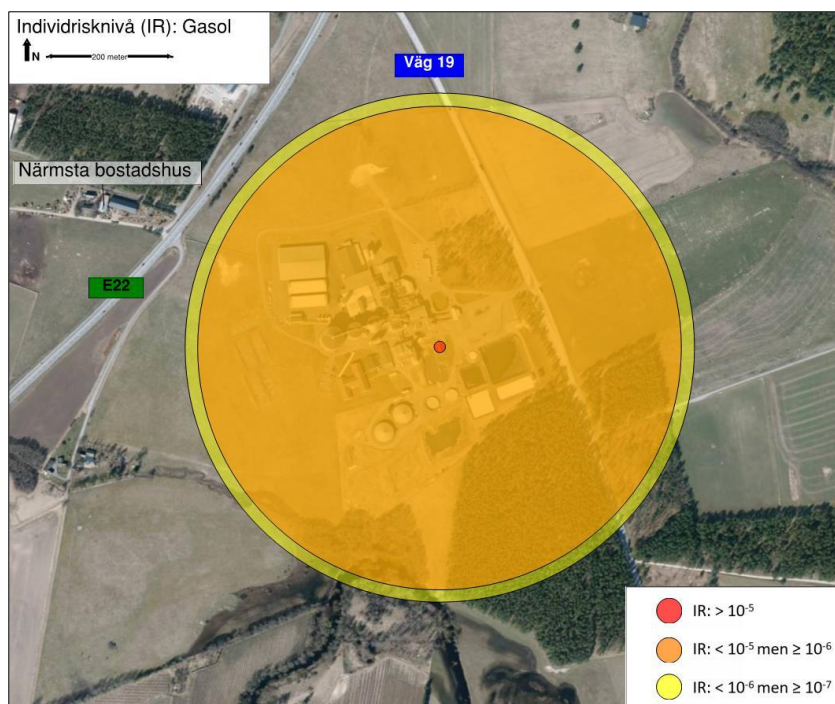 Individrisknivå (IR): Gasol
N
200 meter
Väg 19
Närmsta bostadshus
E22
IR: > 10⁻⁵
IR: < 10⁻⁵ men ≥ 10⁻⁶
IR: < 10⁻⁶ men ≥ 10⁻⁷